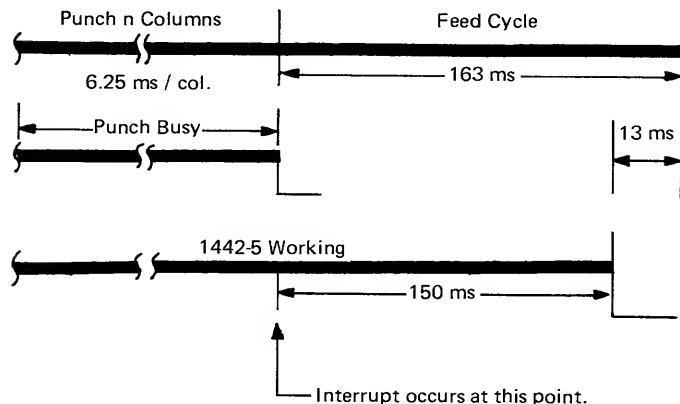 Punch n Columns
Feed Cycle
6.25 ms / col.
163 ms
Punch Busy
13 ms
1442-5 Working
150 ms
Interrupt occurs at this point.